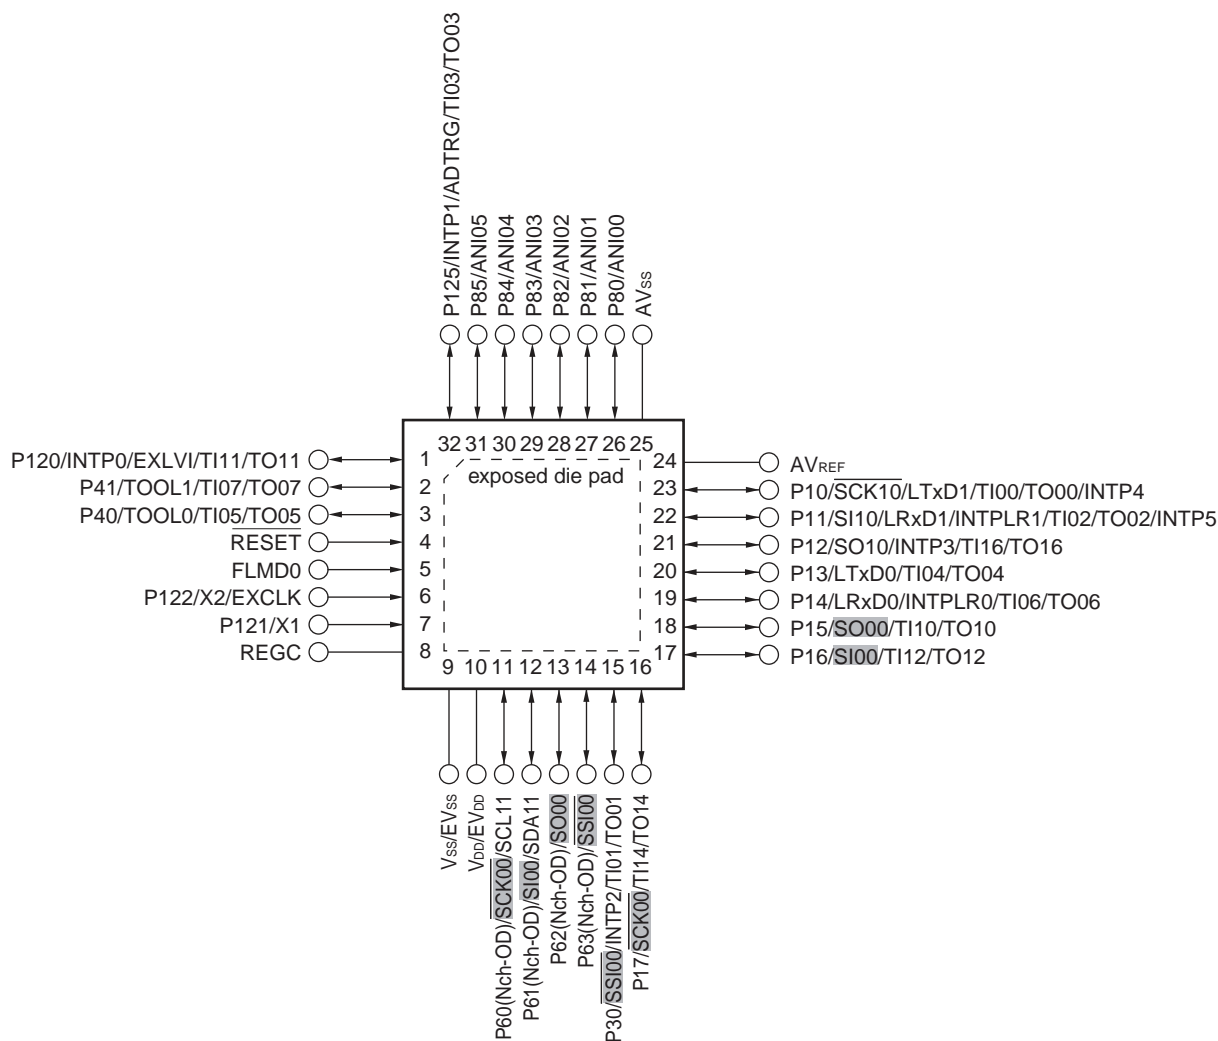 P125/INTP1/ADTRG/TI03/TO03
P85/ANI05
P84/ANI04
P83/ANI03
P82/ANI02
P81/ANI01
P80/ANI00
AVSS
32 31 30 29 28 27 26 25
exposed die pad
P120/INTP0/EXLVI/TI11/TO11
P41/TOOL1/TI07/TO07
P40/TOOL0/TI05/TO05
RESET
FLMD0
P122/X2/EXCLK
P121/X1
REGC
1
2
3
4
5
6
7
8
24
23
22
21
20
19
18
17
AVREF
P10/SCK10/LTxD1/TI00/TO00/INTP4
P11/SI10/LRxD1/INTPLR1/TI02/TO02/INTP5
P12/SO10/INTP3/TI16/TO16
P13/LTxD0/TI04/TO04
P14/LRxD0/INTPLR0/TI06/TO06
P15/SO00/TI10/TO10
P16/SI00/TI12/TO12
9 10 11 12 13 14 15 16
VSS/EVSS
VDD/EVDD
P60(Nch-OD)/SCK00/SCL11
P61(Nch-OD)/SI00/SDA11
P62(Nch-OD)/SO00
P63(Nch-OD)/SSI00
P30/SSI00/INTP2/TI01/TO01
P17/SCK00/TI14/TO14